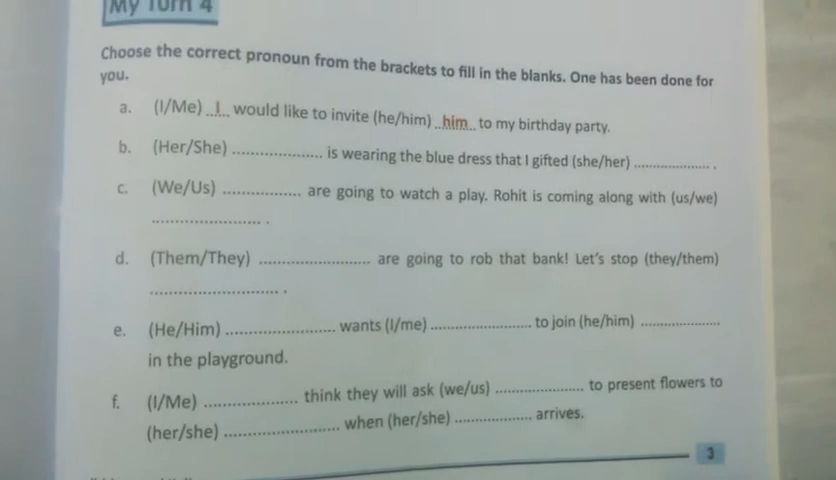 My Turn 4
Choose the correct pronoun from the brackets to fill in the blanks. One has been done for
you.
a. (I/Me) ..I.. would like to invite (he/him) ..him.. to my birthday party.
b. (Her/She) .................... is wearing the blue dress that I gifted (she/her) .................. .
c. (We/Us) ................. are going to watch a play. Rohit is coming along with (us/we)
........................ .
d. (Them/They) ........................ are going to rob that bank! Let's stop (they/them)
............................ .
e. (He/Him) ........................ wants (I/me) ...................... to join (he/him) .................
in the playground.
f. (I/Me) .................... think they will ask (we/us) ................... to present flowers to
(her/she) ......................... when (her/she) ................. arrives.
3